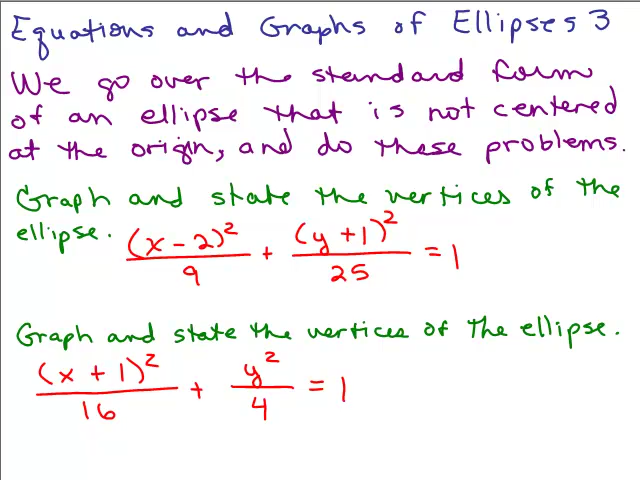 Equations and Graphs of Ellipses 3
We go over the standard form
of an ellipse that is not centered
at the origin, and do these problems.
Graph and state the vertices of the
ellipse. (x - 2)²/9 + (y + 1)²/25 = 1
Graph and state the vertices of the ellipse.
(x + 1)²/16 + y²/4 = 1